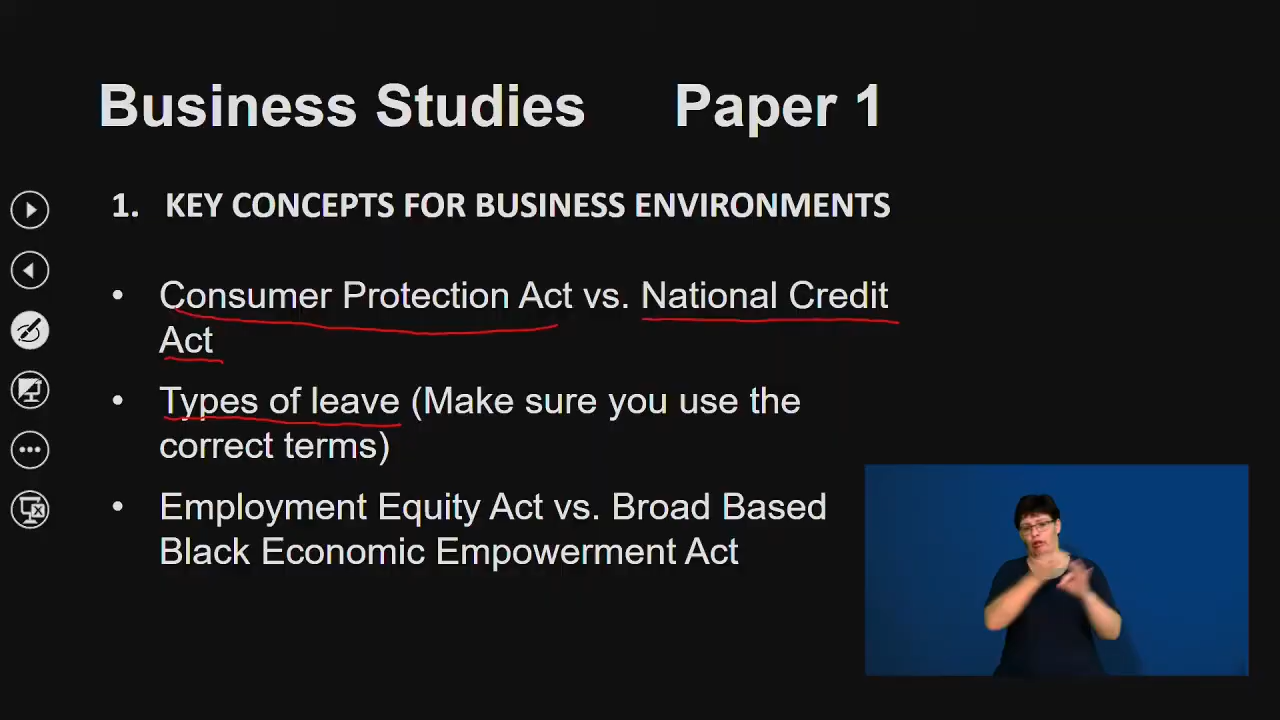 Business Studies Paper 1
1. KEY CONCEPTS FOR BUSINESS ENVIRONMENTS
• Consumer Protection Act vs. National Credit
Act
• Types of leave (Make sure you use the
correct terms)
• Employment Equity Act vs. Broad Based
Black Economic Empowerment Act